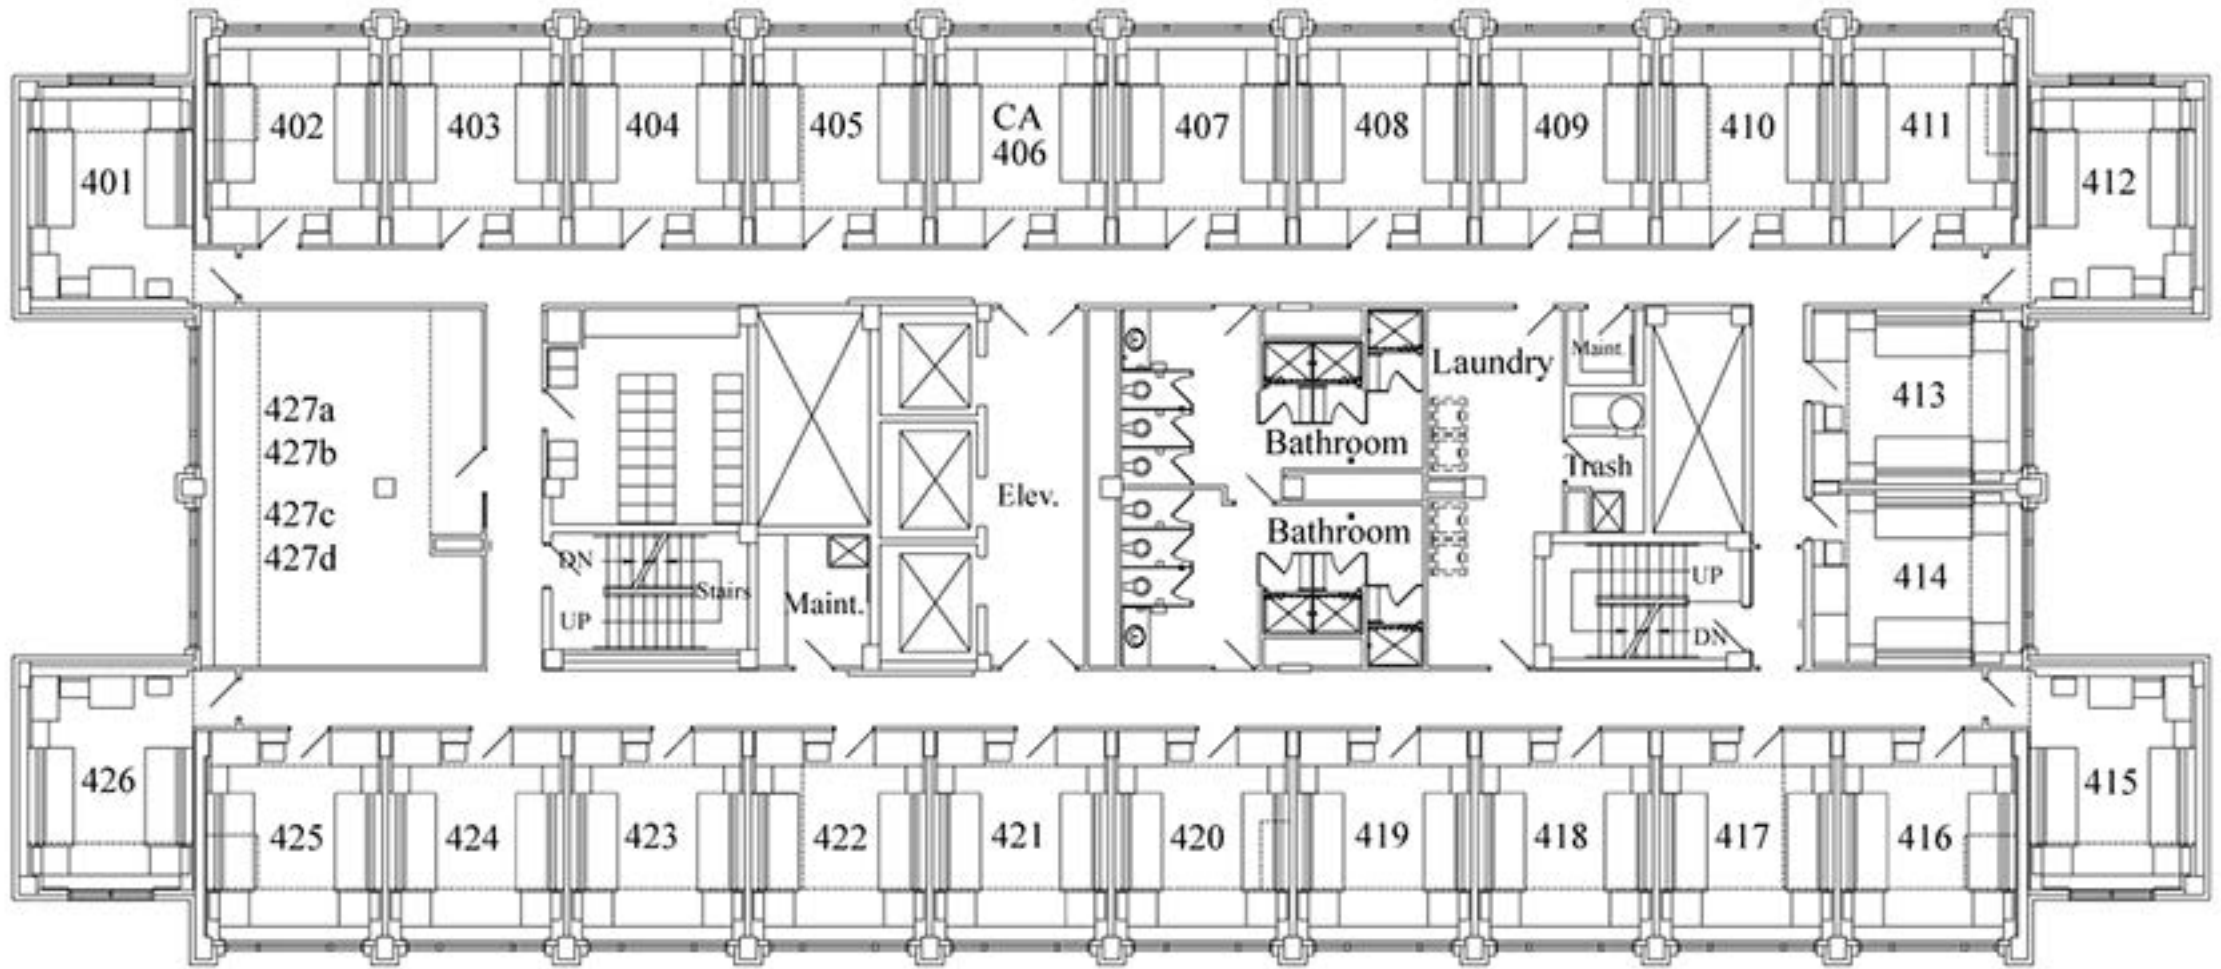 402
403
404
405
CA
406
407
408
409
410
411
401
412
Laundry
Maint.
413
427a
427b
427c
427d
Bathroom
Trash
Elev.
Bathroom
DN
UP
Stairs
Maint.
UP
DN
414
426
415
425
424
423
422
421
420
419
418
417
416